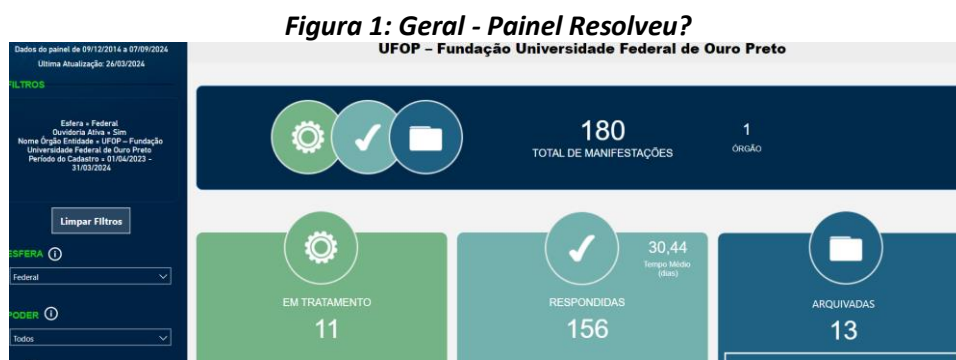 Figura 1: Geral - Painel Resolveu?
Dados do painel de 09/12/2014 a 07/09/2024
Última Atualização: 26/03/2024
FILTROS
Esfera = Federal
Ouvidoria Ativa = Sim
Nome Órgão Entidade = UFOP – Fundação
Universidade Federal de Ouro Preto
Período do Cadastro = 01/04/2023 -
31/03/2024
Limpar Filtros
ESFERA
Federal
PODER
Todos
UFOP – Fundação Universidade Federal de Ouro Preto
180
TOTAL DE MANIFESTAÇÕES
1
ÓRGÃO
EM TRATAMENTO
11
30,44
Tempo Médio
(dias)
RESPONDIDAS
156
ARQUIVADAS
13